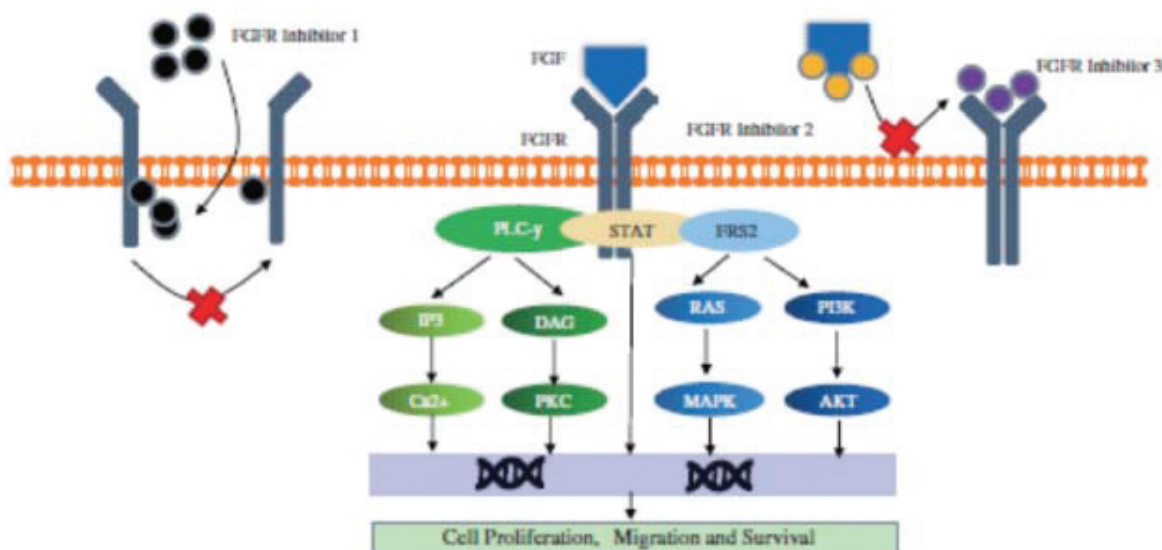 FGFR Inhibitor 1
FGF
FGFR Inhibitor 3
FGFR
FGFR Inhibitor 2
PLC-y
STAT
FRS2
IP3
DAG
RAS
PI3K
Ca2+
PKC
MAPK
AKT
Cell Proliferation, Migration and Survival